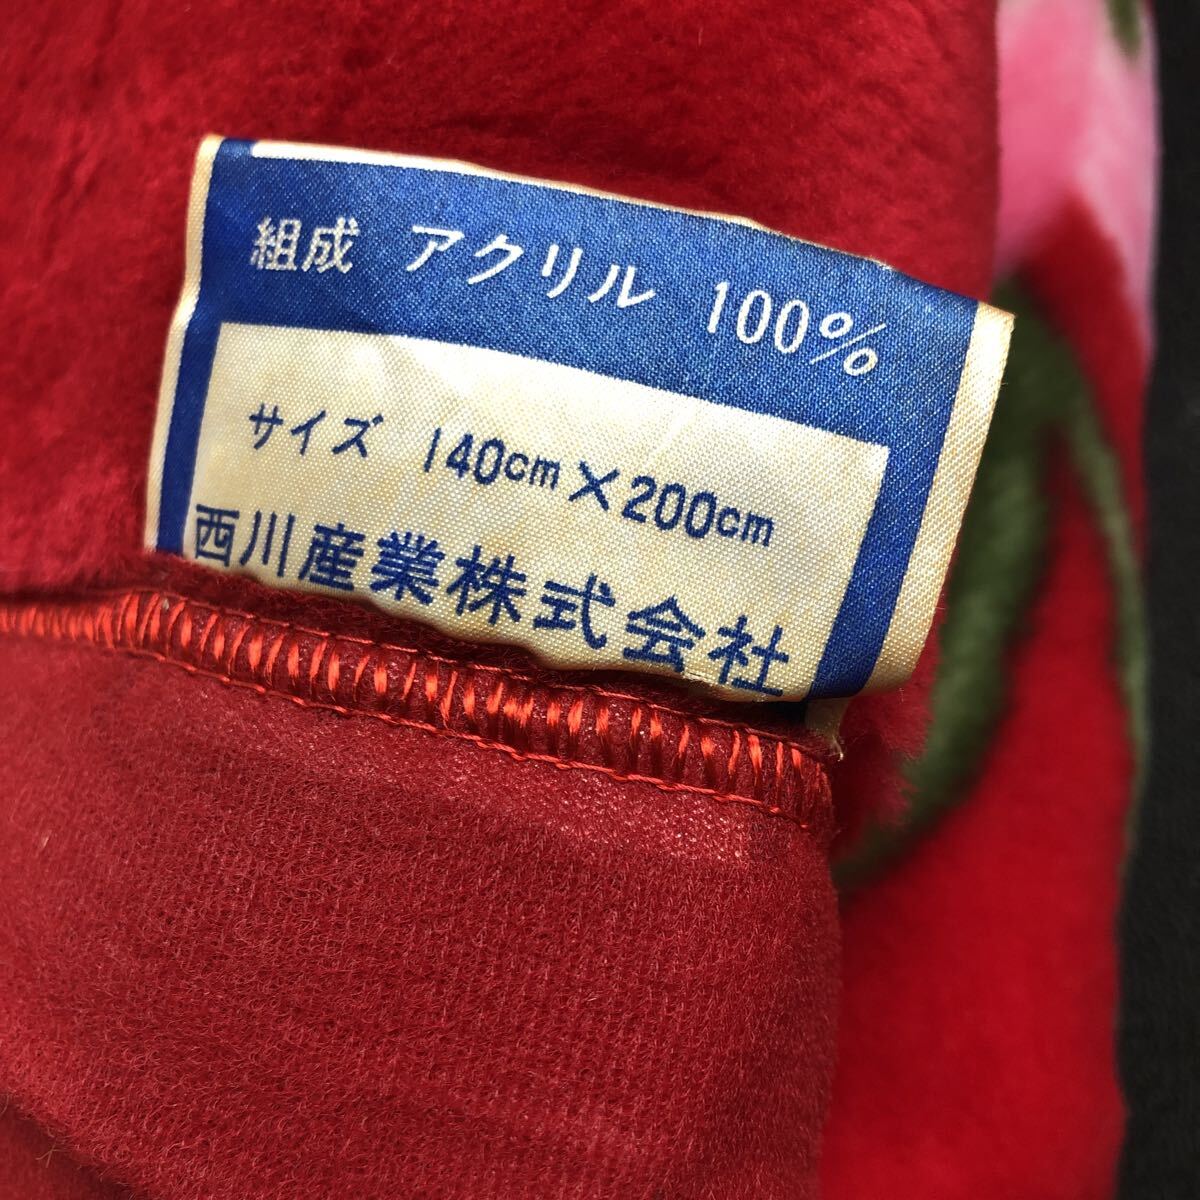 組成 アクリル 100%
サイズ 140cm×200cm
西川産業株式会社